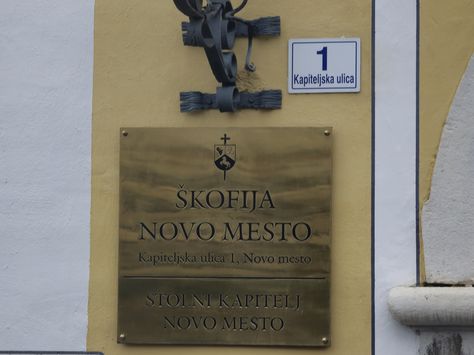 1
Kapiteljska ulica
ŠKOFIJA
NOVO MESTO
Kapiteljska ulica 1, Novo mesto
STOLNI KAPITELJ
NOVO MESTO